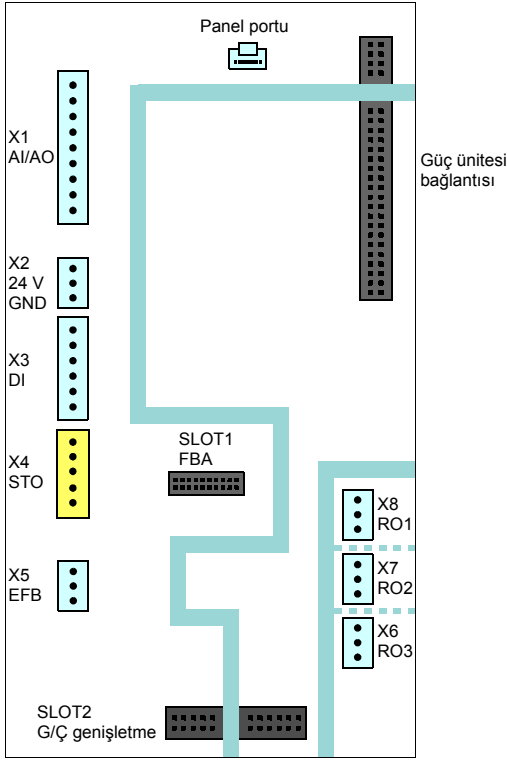 Panel portu
X1
AI/AO
Güç ünitesi
bağlantısı
X2
24 V
GND
X3
DI
SLOT1
FBA
X4
STO
X8
RO1
X5
EFB
X7
RO2
X6
RO3
SLOT2
G/Ç genişletme